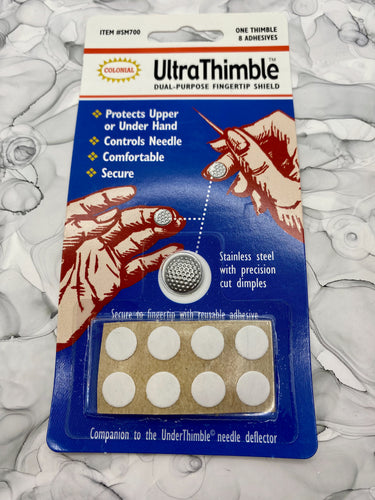 ITEM #SM700
ONE THIMBLE
8 ADHESIVES
COLONIAL
UltraThimble™
DUAL-PURPOSE FINGERTIP SHIELD
Protects Upper
or Under Hand
Controls Needle
Comfortable
Secure
Stainless steel
with precision
cut dimples
Secure to fingertip with reusable adhesive
Companion to the UnderThimble® needle deflector